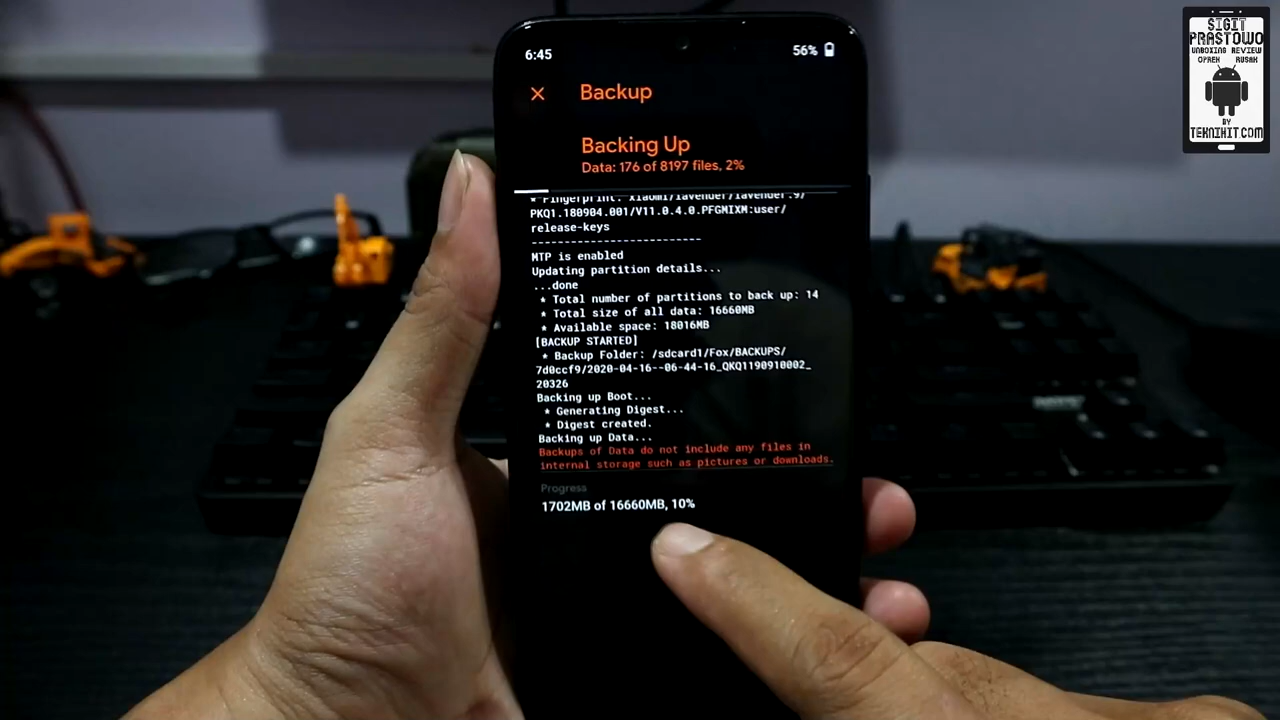 6:45
56%
Backup
Backing Up
Data: 176 of 8197 files, 2%
* Fingerprint: xiaomi/lavender/lavender:9/
PKQ1.180904.001/V11.0.4.0.PFGMIXM:user/
release-keys
--------------------------
MTP is enabled
Updating partition details...
...done
* Total number of partitions to back up: 14
* Total size of all data: 16660MB
* Available space: 18016MB
[BACKUP STARTED]
* Backup Folder: /sdcard1/Fox/BACKUPS/
7d0ccf9/2020-04-16--06-44-16_QKQ1190910002_
20326
Backing up Boot...
* Generating Digest...
* Digest created.
Backing up Data...
Backups of Data do not include any files in
internal storage such as pictures or downloads.
Progress
1702MB of 16660MB, 10%
SIGIT
PRASTOWO
UNBOXING REVIEW
OPREK RUSAK
BY
TEKNIHIT.COM